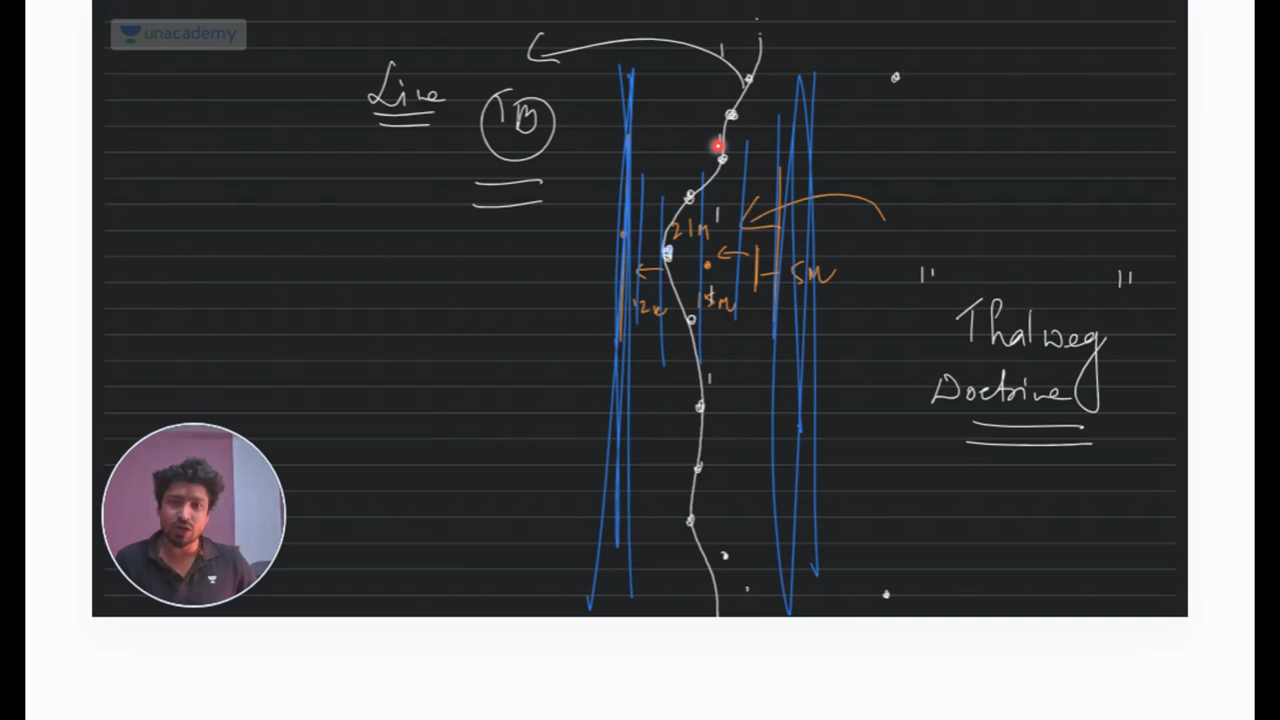 unacademy
Line
TB
21M
5M
12M
15M
"Thalweg
Doctrine"